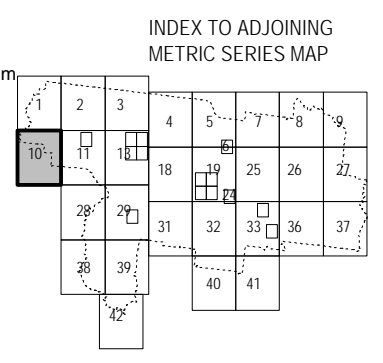 INDEX TO ADJOINING
METRIC SERIES MAP
m
1 2 3
4 5 7 8 9
6
10 11 13
18 19 25 26 27
24
28 29
31 32 33 36 37
38 39
40 41
42